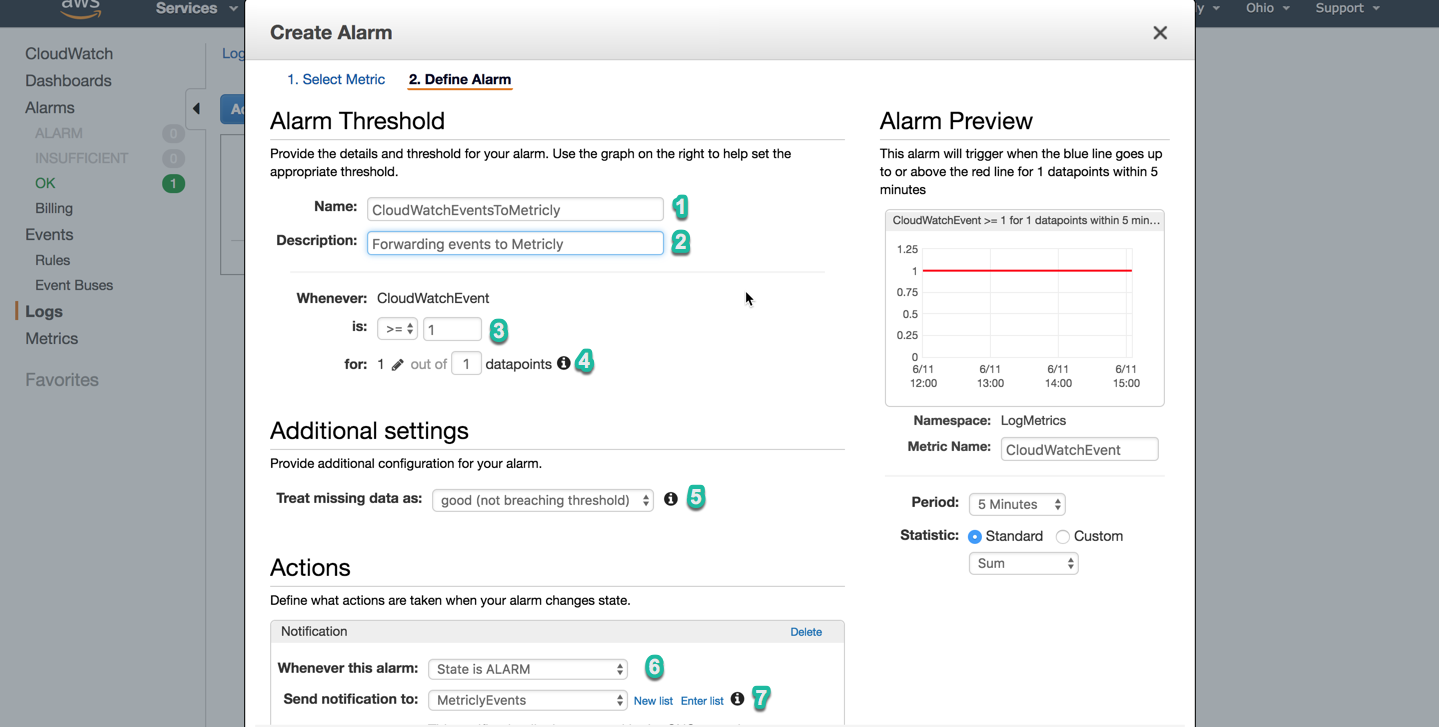 aws
Services
Ohio
Support
CloudWatch
Dashboards
Alarms
ALARM 0
INSUFFICIENT 0
OK 1
Billing
Events
Rules
Event Buses
Logs
Metrics
Favorites
Create Alarm
1. Select Metric 2. Define Alarm
Alarm Threshold
Provide the details and threshold for your alarm. Use the graph on the right to help set the
appropriate threshold.
Name: CloudWatchEventsToMetricly 1
Description: Forwarding events to Metricly 2
Whenever: CloudWatchEvent
is: >= 1 3
for: 1 out of 1 datapoints 4
Additional settings
Provide additional configuration for your alarm.
Treat missing data as: good (not breaching threshold) 5
Actions
Define what actions are taken when your alarm changes state.
Notification Delete
Whenever this alarm: State is ALARM 6
Send notification to: MetriclyEvents New list Enter list 7
Alarm Preview
This alarm will trigger when the blue line goes up
to or above the red line for 1 datapoints within 5
minutes
CloudWatchEvent >= 1 for 1 datapoints within 5 min...
1.25
1
0.75
0.5
0.25
0
6/11 6/11 6/11 6/11
12:00 13:00 14:00 15:00
Namespace: LogMetrics
Metric Name: CloudWatchEvent
Period: 5 Minutes
Statistic: Standard Custom
Sum